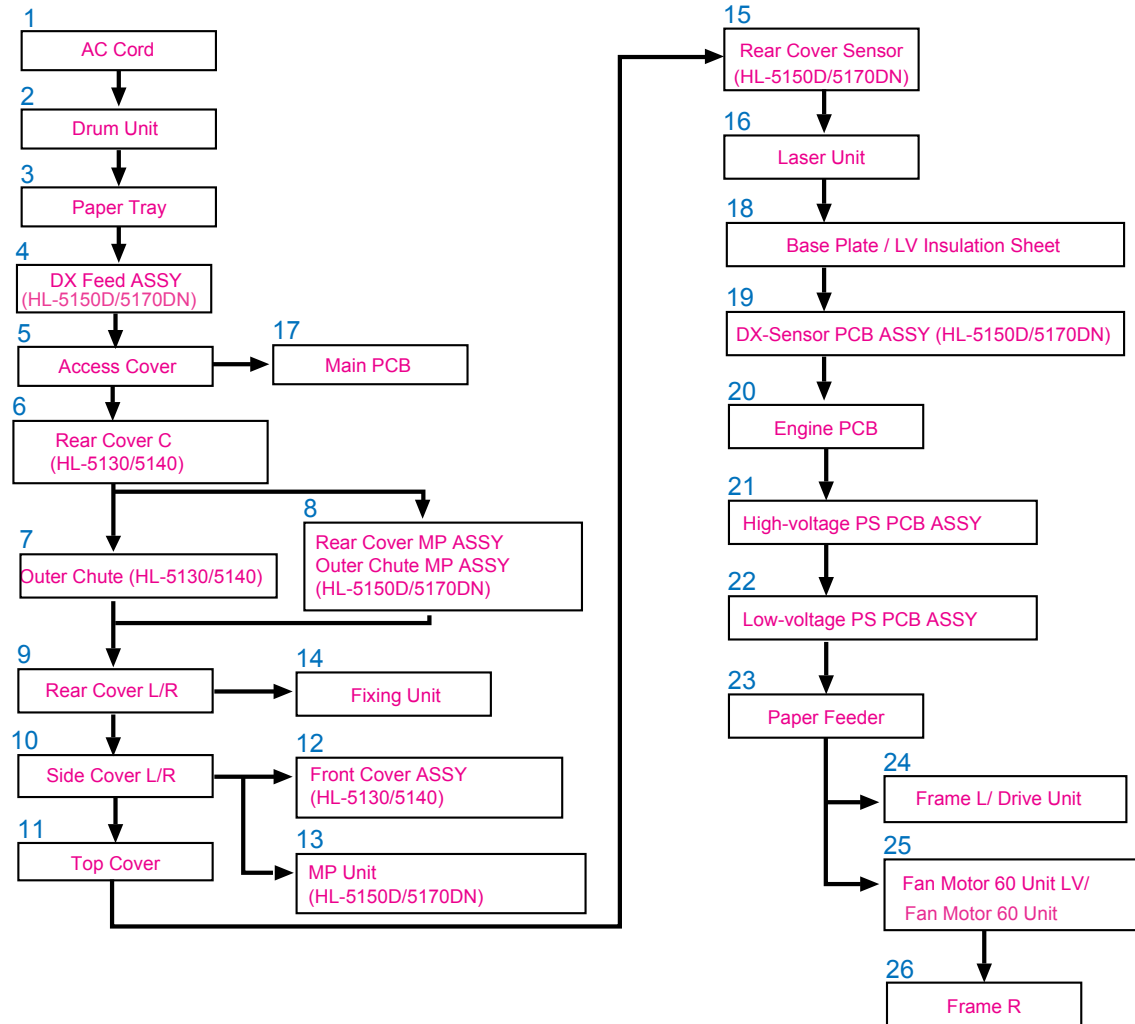 1
AC Cord
2
Drum Unit
3
Paper Tray
4
DX Feed ASSY
(HL-5150D/5170DN)
5
Access Cover
17
Main PCB
6
Rear Cover C
(HL-5130/5140)
7
Outer Chute (HL-5130/5140)
8
Rear Cover MP ASSY
Outer Chute MP ASSY
(HL-5150D/5170DN)
9
Rear Cover L/R
14
Fixing Unit
10
Side Cover L/R
12
Front Cover ASSY
(HL-5130/5140)
11
Top Cover
13
MP Unit
(HL-5150D/5170DN)
15
Rear Cover Sensor
(HL-5150D/5170DN)
16
Laser Unit
18
Base Plate / LV Insulation Sheet
19
DX-Sensor PCB ASSY (HL-5150D/5170DN)
20
Engine PCB
21
High-voltage PS PCB ASSY
22
Low-voltage PS PCB ASSY
23
Paper Feeder
24
Frame L/ Drive Unit
25
Fan Motor 60 Unit LV/
Fan Motor 60 Unit
26
Frame R